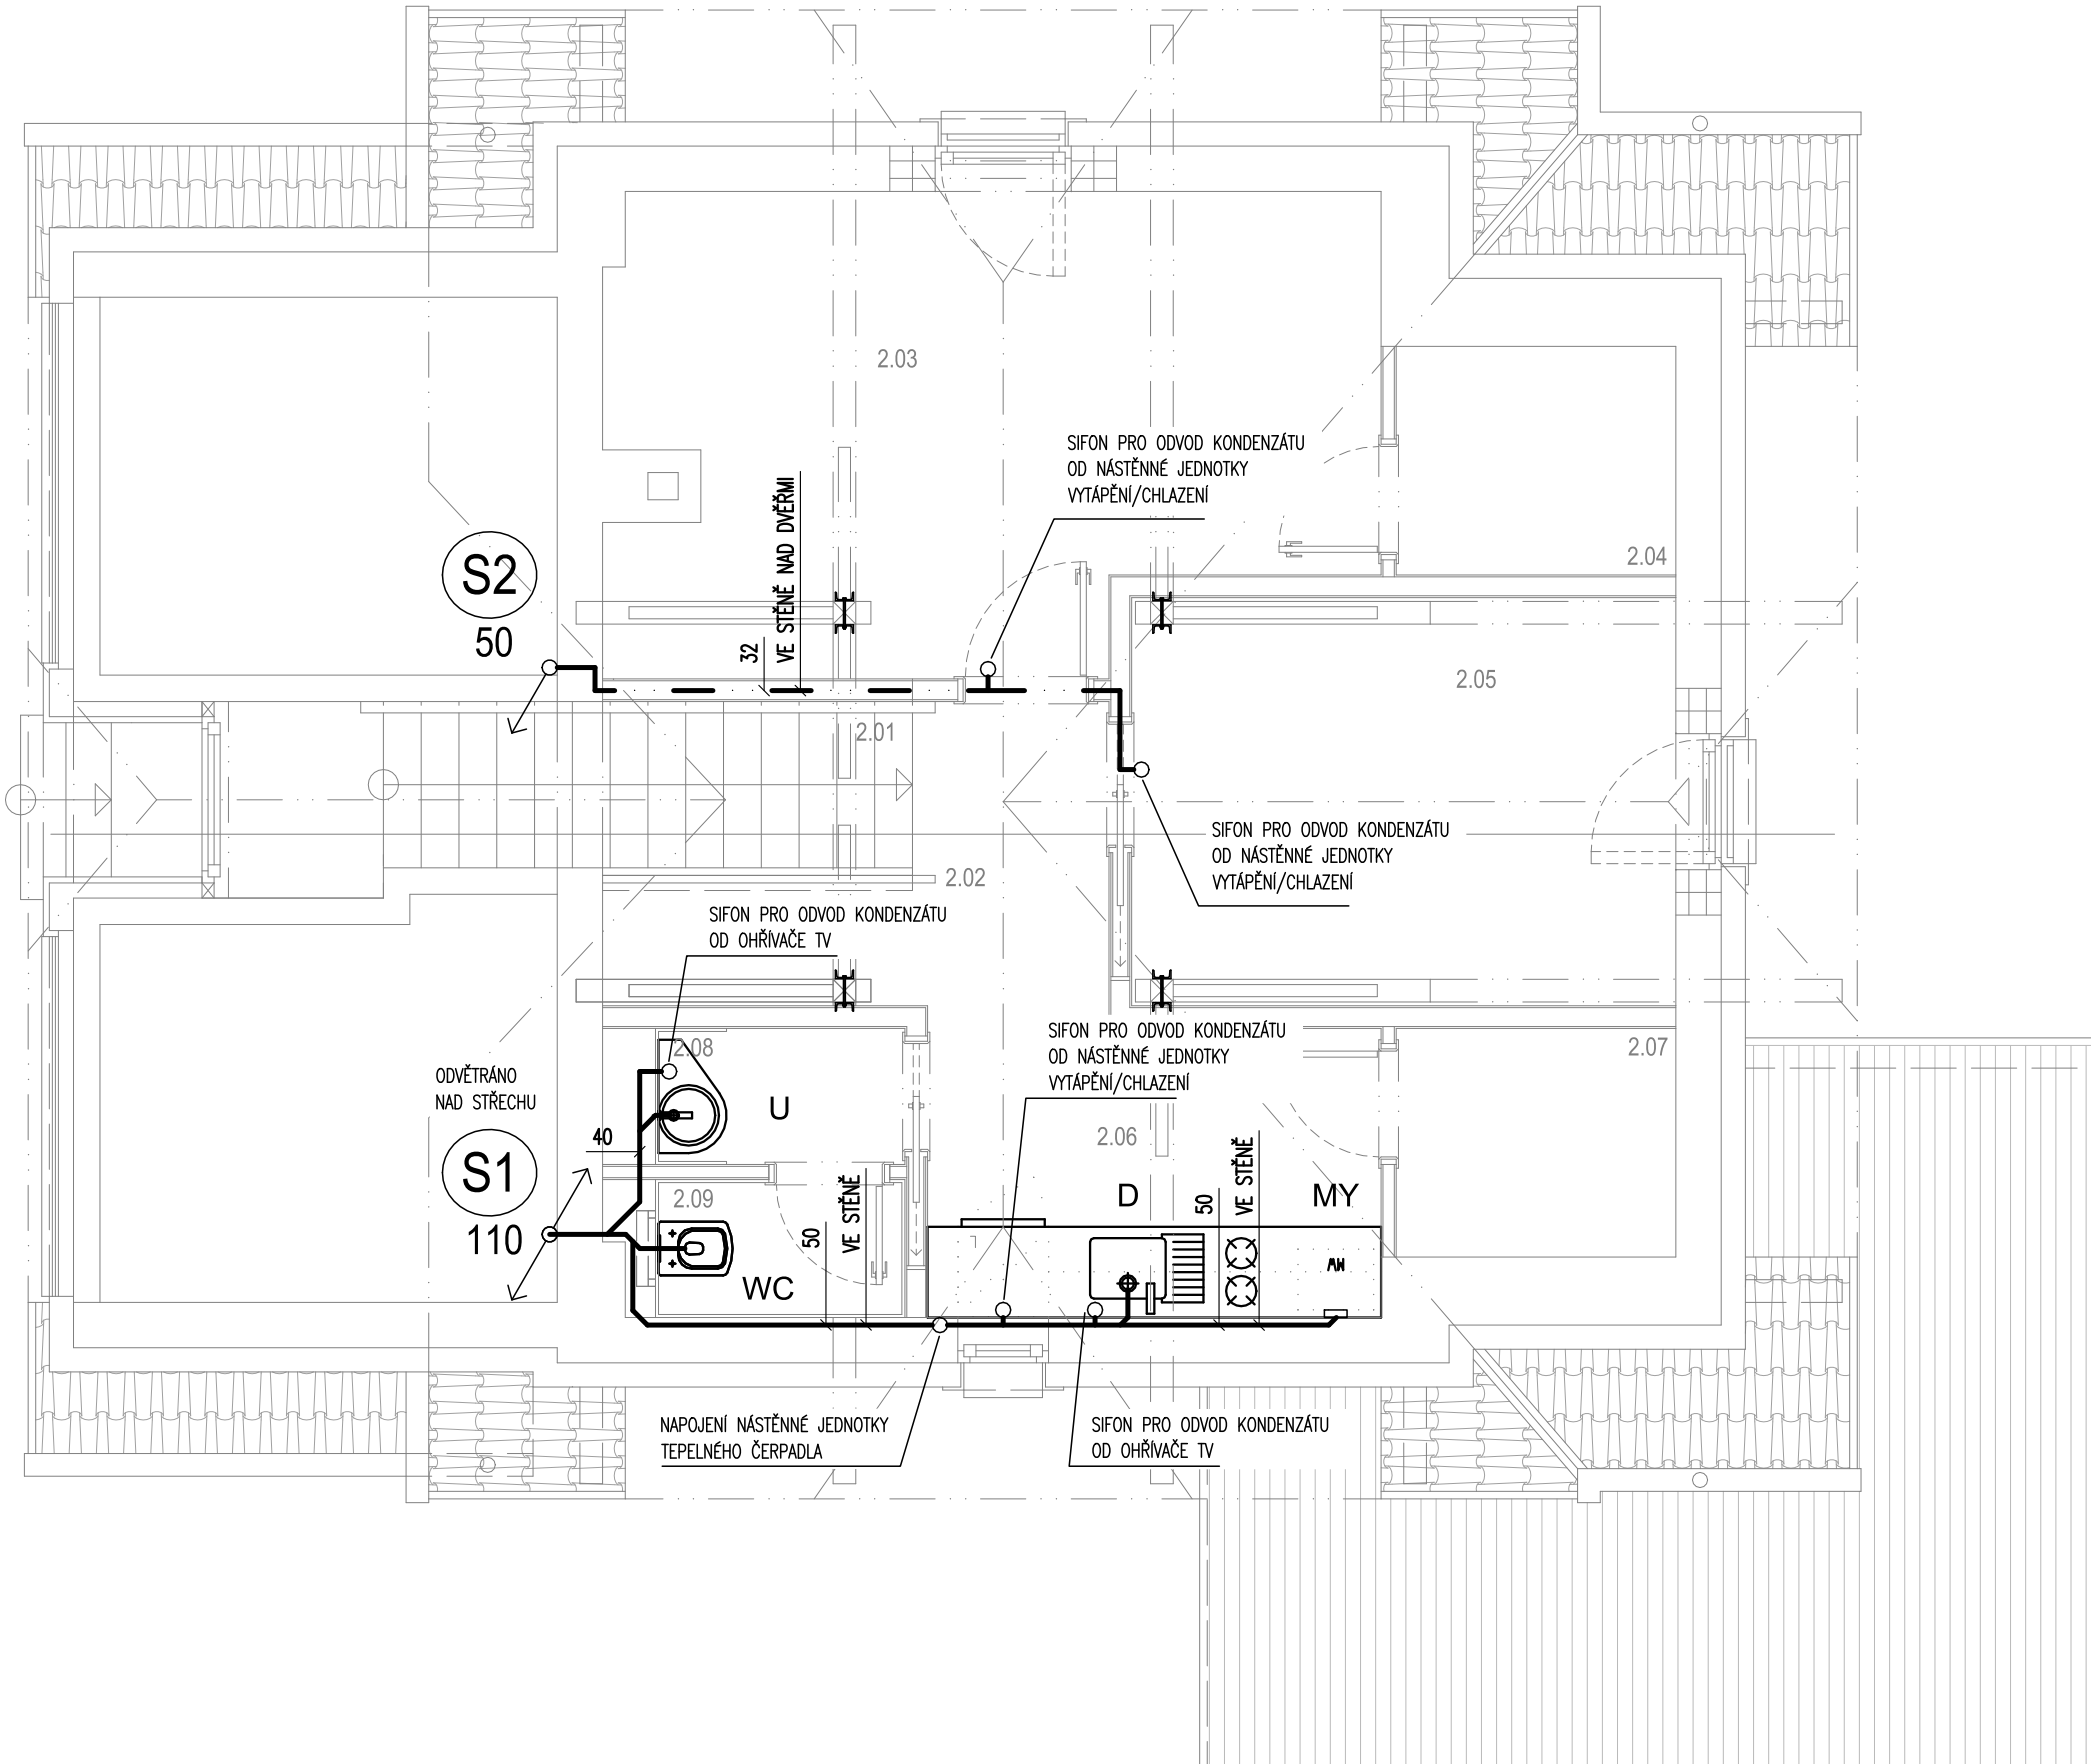 2.03
SIFON PRO ODVOD KONDENZÁTU
OD NÁSTĚNNÉ JEDNOTKY
VYTÁPĚNÍ/CHLAZENÍ
2.04
S2
50
32
VE STĚNĚ NAD DVĚŘMI
2.05
2.01
SIFON PRO ODVOD KONDENZÁTU
OD NÁSTĚNNÉ JEDNOTKY
VYTÁPĚNÍ/CHLAZENÍ
2.02
SIFON PRO ODVOD KONDENZÁTU
OD OHŘÍVAČE TV
SIFON PRO ODVOD KONDENZÁTU
OD NÁSTĚNNÉ JEDNOTKY
VYTÁPĚNÍ/CHLAZENÍ
2.08
2.07
ODVĚTRÁNO
NAD STŘECHU
U
40
2.06
S1
110
2.09
WC
50
VE STĚNĚ
D
50
VE STĚNĚ
MY
MW
NAPOJENÍ NÁSTĚNNÉ JEDNOTKY
TEPELNÉHO ČERPADLA
SIFON PRO ODVOD KONDENZÁTU
OD OHŘÍVAČE TV